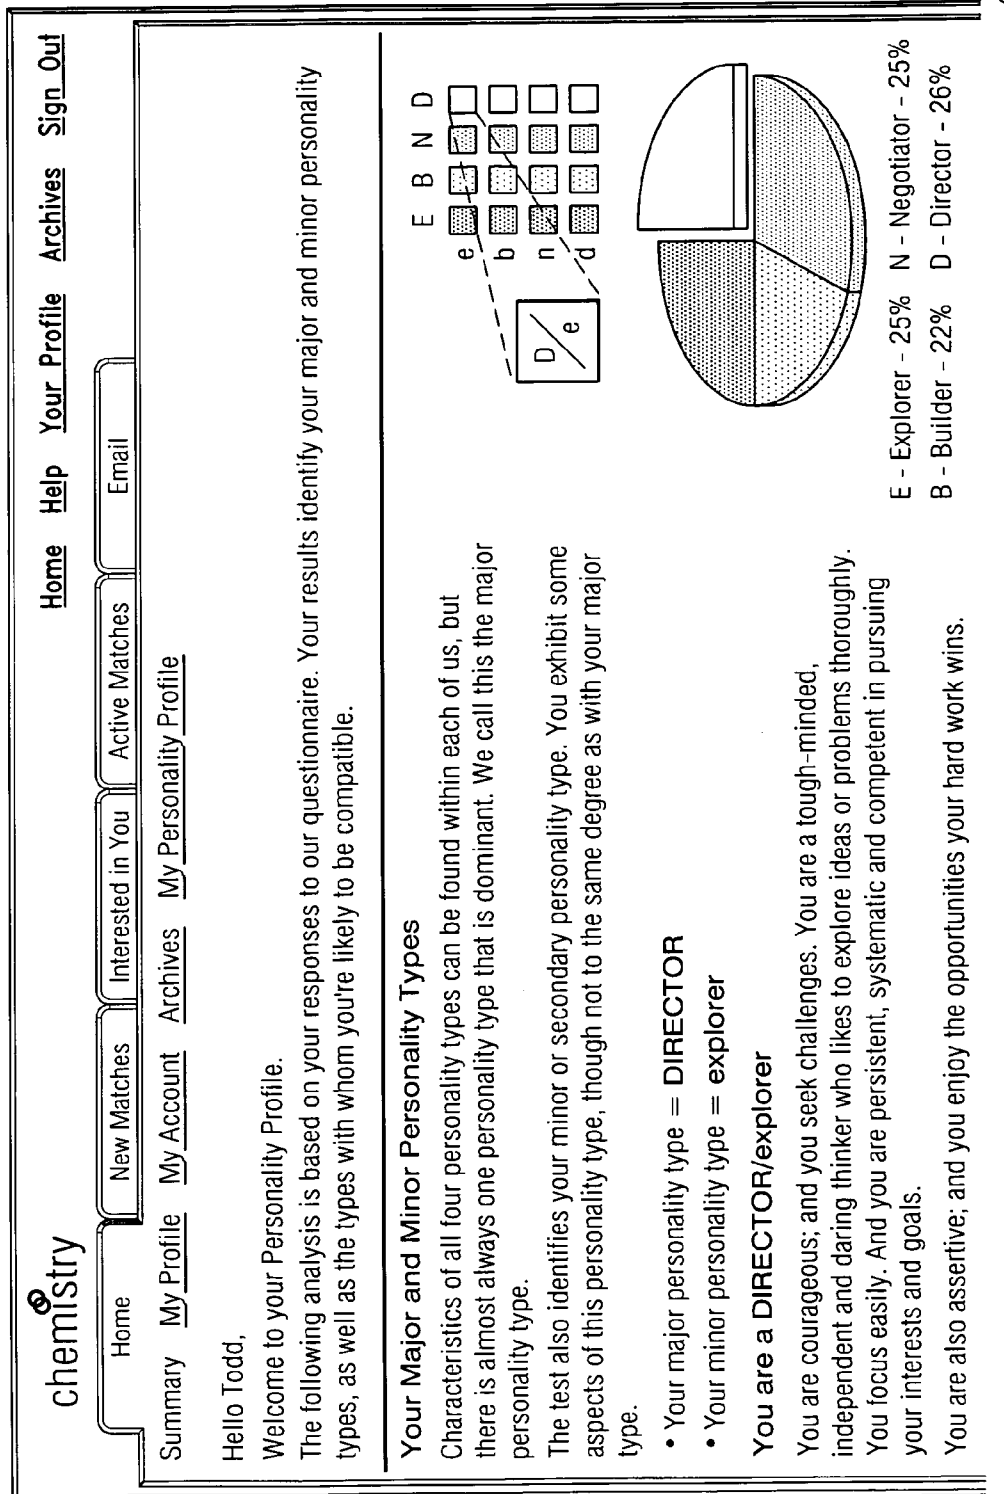 chemistry
Home Help Your Profile Archives Sign Out
Home New Matches Interested in You Active Matches Email
Summary My Profile My Account Archives My Personality Profile
Hello Todd,
Welcome to your Personality Profile.
The following analysis is based on your responses to our questionnaire. Your results identify your major and minor personality
types, as well as the types with whom you're likely to be compatible.
Your Major and Minor Personality Types
Characteristics of all four personality types can be found within each of us, but
there is almost always one personality type that is dominant. We call this the major
personality type.
The test also identifies your minor or secondary personality type. You exhibit some
aspects of this personality type, though not to the same degree as with your major
type.
• Your major personality type = DIRECTOR
• Your minor personality type = explorer
You are a DIRECTOR/explorer
You are courageous; and you seek challenges. You are a tough-minded,
independent and daring thinker who likes to explore ideas or problems thoroughly.
You focus easily. And you are persistent, systematic and competent in pursuing
your interests and goals.
You are also assertive; and you enjoy the opportunities your hard work wins.
E B N D
e
b
n
d
D/e
E - Explorer - 25% N - Negotiator - 25%
B - Builder - 22% D - Director - 26%